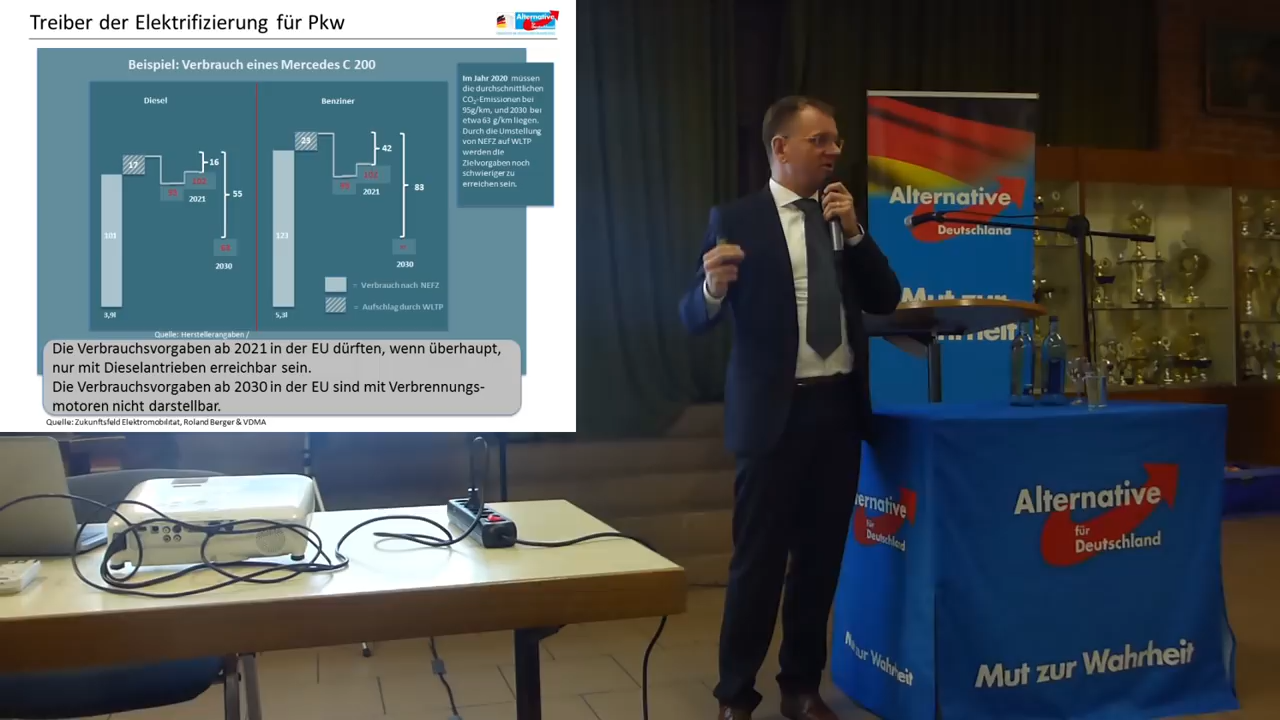 Treiber der Elektrifizierung für Pkw
Alternative
für
Deutschland
Beispiel: Verbrauch eines Mercedes C 200
Diesel
Benziner
Im Jahr 2020 müssen
die durchschnittlichen
CO₂-Emissionen bei
95g/km, und 2030 bei
etwa 63 g/km liegen.
Durch die Umstellung
von NEFZ auf WLTP
werden die
Zielvorgaben noch
schwieriger zu
erreichen sein.
17
16
102
2021
55
101
2030
3,9l
23
42
102
2021
83
123
2030
5,3l
= Verbrauch nach NEFZ
= Aufschlag durch WLTP
Quelle: Herstellerangaben /
Die Verbrauchsvorgaben ab 2021 in der EU dürften, wenn überhaupt,
nur mit Dieselantrieben erreichbar sein.
Die Verbrauchsvorgaben ab 2030 in der EU sind mit Verbrennungs-
motoren nicht darstellbar.
Quelle: Zukunftsfeld Elektromobilität, Roland Berger & VDMA
Alternative
Deutschland
Mut zur
Alternative
für
Deutschland
Mut zur Wahrheit
ernative
für
Deutschland
Mut zur Wahrheit